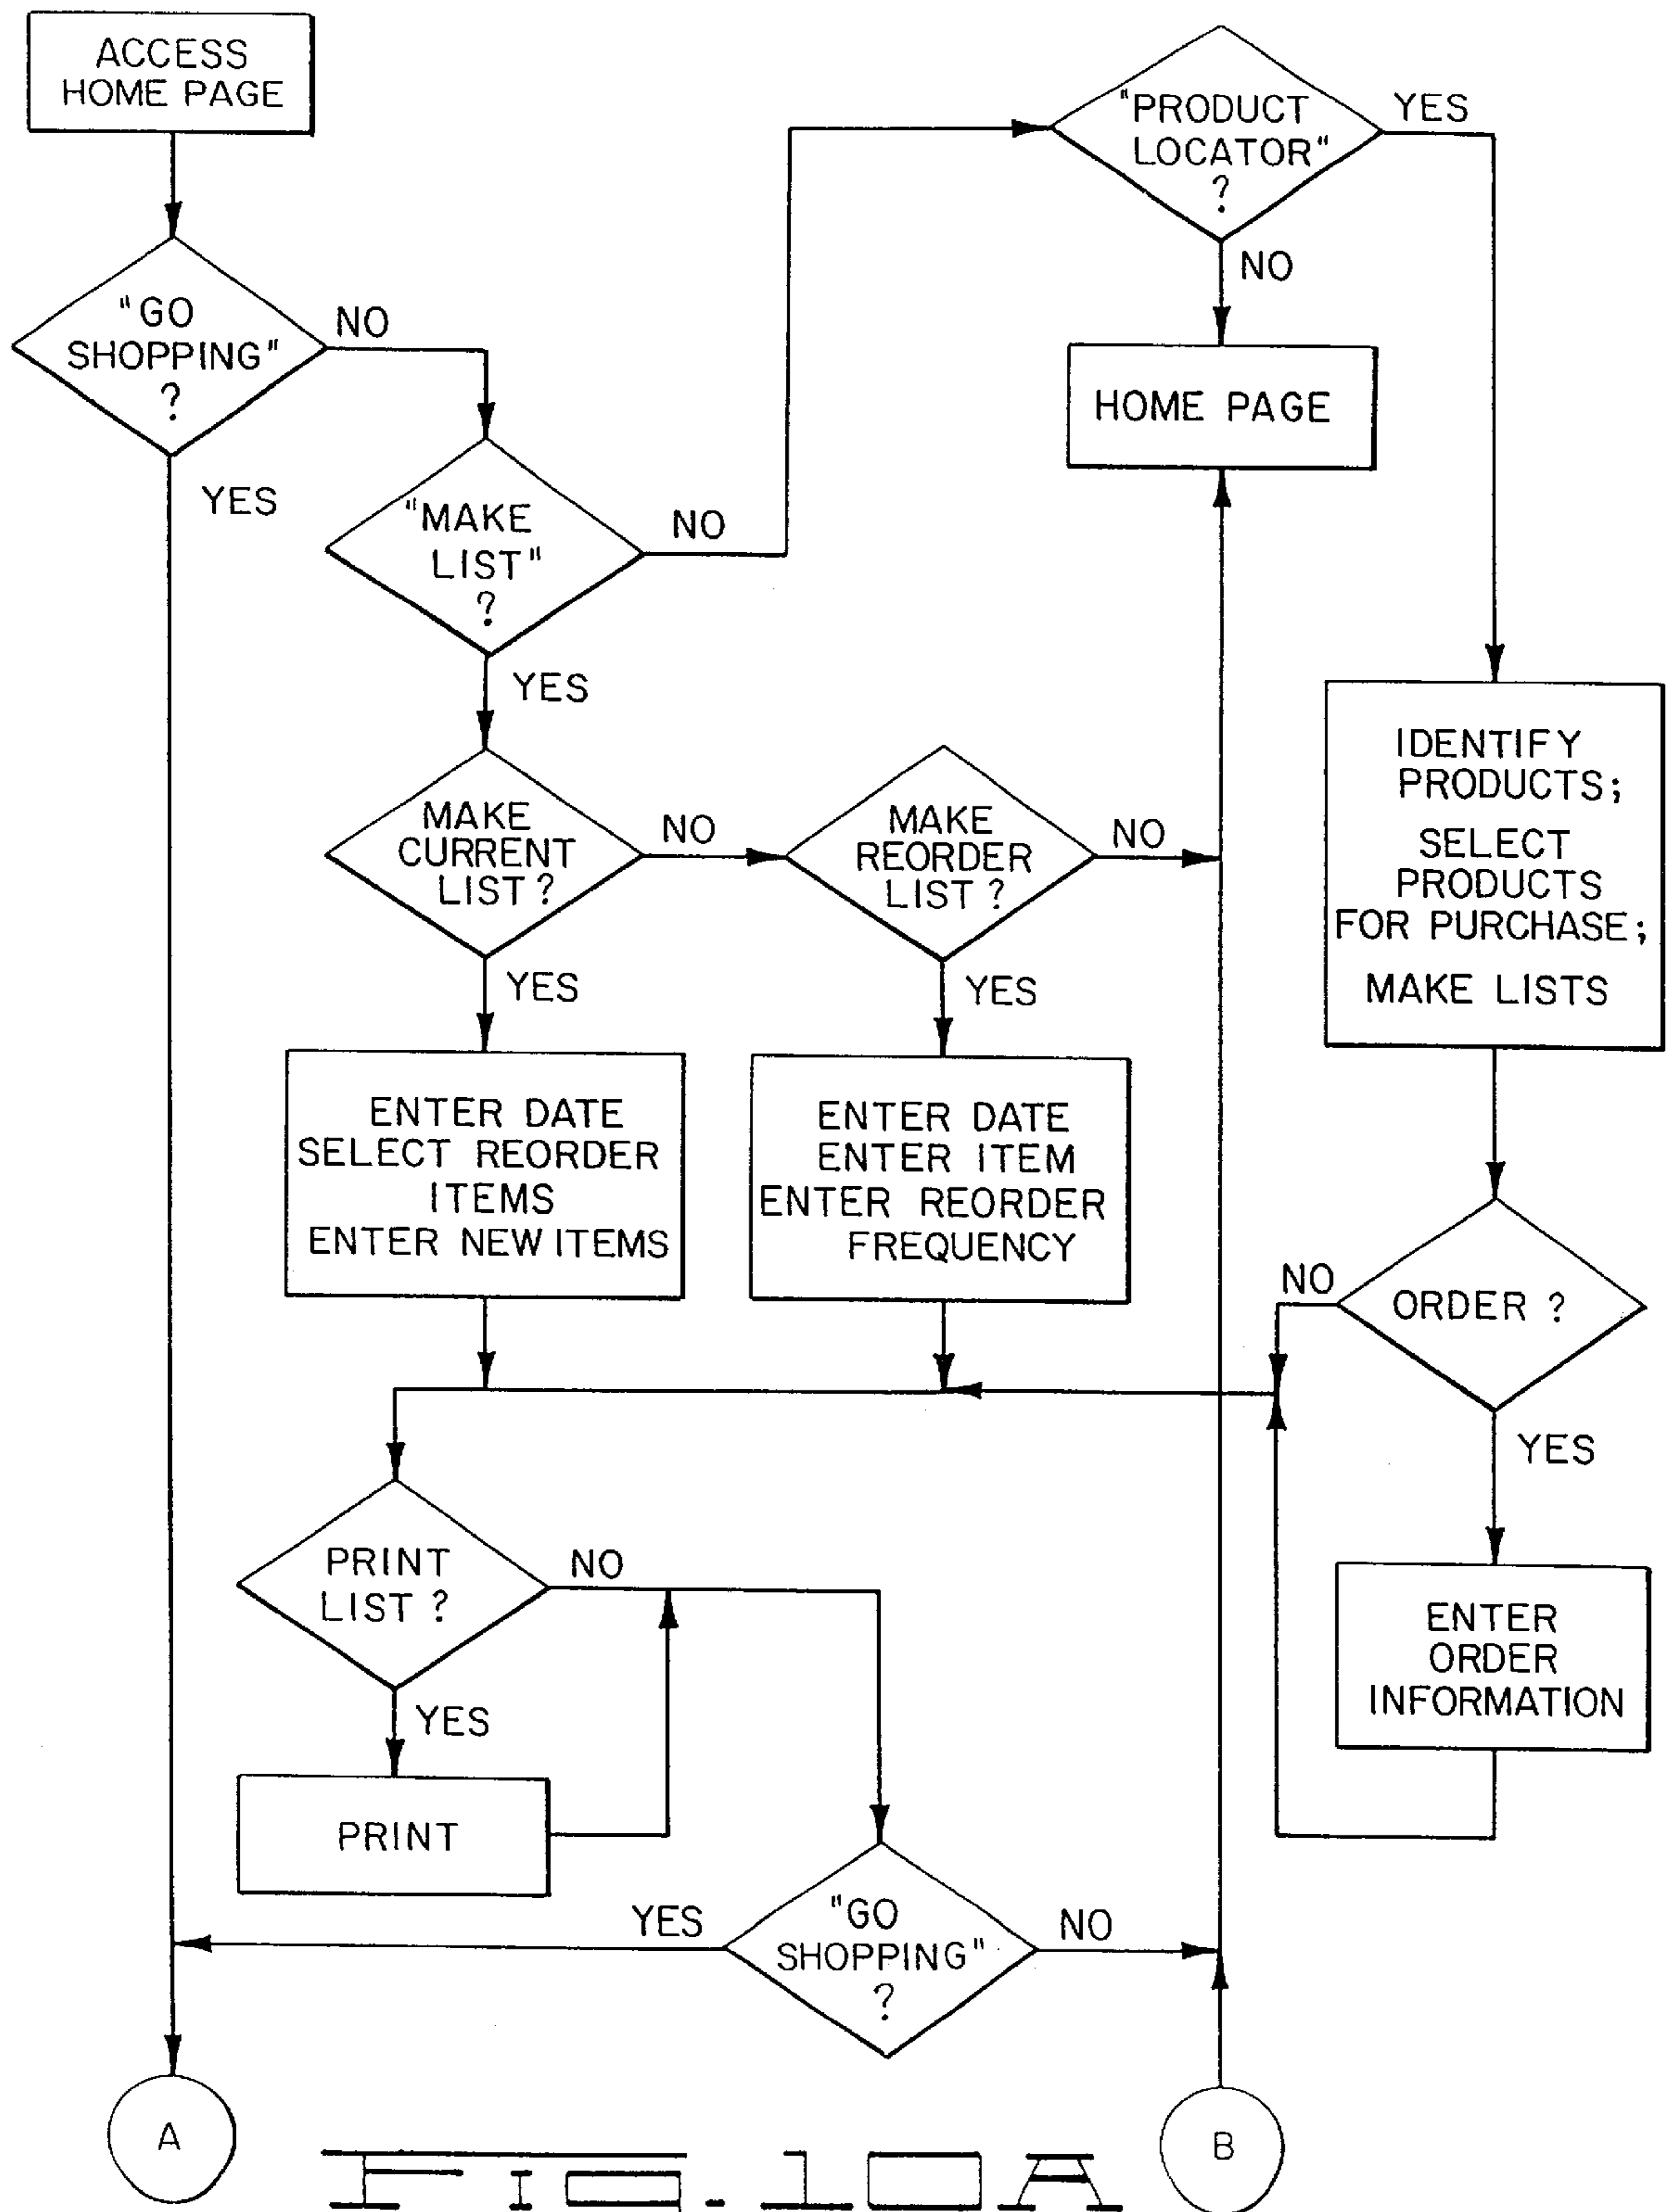 ACCESS
HOME PAGE
"GO
SHOPPING"
?
NO
YES
"MAKE
LIST"
?
NO
YES
"PRODUCT
LOCATOR"
?
YES
NO
HOME PAGE
MAKE
CURRENT
LIST ?
NO
YES
MAKE
REORDER
LIST ?
NO
YES
IDENTIFY
PRODUCTS;
SELECT
PRODUCTS
FOR PURCHASE;
MAKE LISTS
ENTER DATE
SELECT REORDER
ITEMS
ENTER NEW ITEMS
ENTER DATE
ENTER ITEM
ENTER REORDER
FREQUENCY
NO
ORDER ?
YES
PRINT
LIST ?
NO
YES
ENTER
ORDER
INFORMATION
PRINT
YES
"GO
SHOPPING"
?
NO
A
B
FIG. 10A